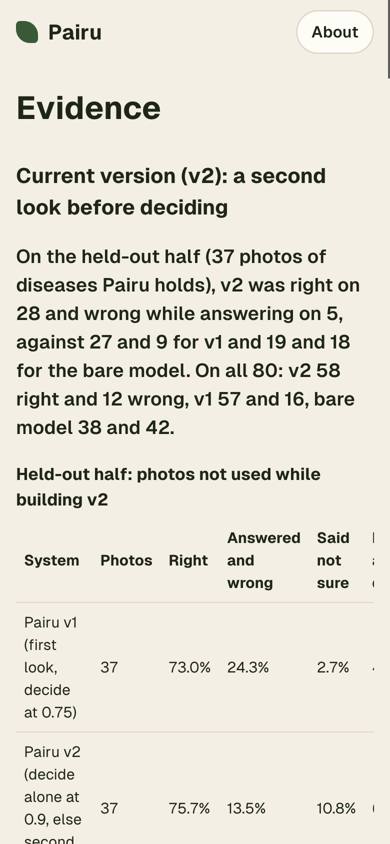 Pairu
About
Evidence
Current version (v2): a second
look before deciding
On the held-out half (37 photos of
diseases Pairu holds), v2 was right on
28 and wrong while answering on 5,
against 27 and 9 for v1 and 19 and 18
for the bare model. On all 80: v2 58
right and 12 wrong, v1 57 and 16, bare
model 38 and 42.
Held-out half: photos not used while
building v2
System Photos Right Answered and wrong Said not sure
Pairu v1 (first look, decide at 0.75) 37 73.0% 24.3% 2.7%
Pairu v2 (decide alone at 0.9, else second 37 75.7% 13.5% 10.8%